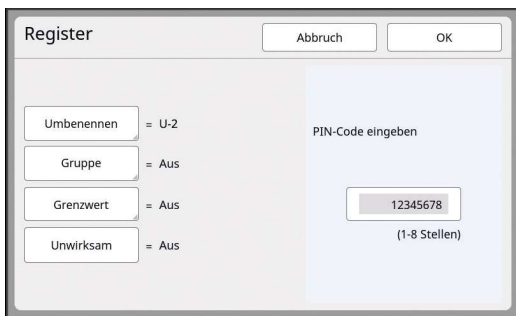 Register
Abbruch
OK
Umbenennen = U-2
Gruppe = Aus
Grenzwert = Aus
Unwirksam = Aus
PIN-Code eingeben
12345678
(1-8 Stellen)